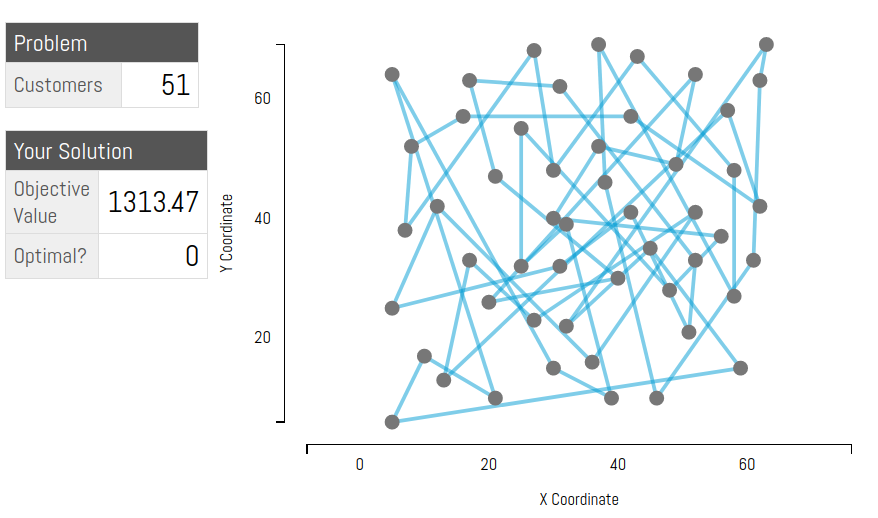 Problem
Customers 51
Your Solution
Objective Value 1313.47
Optimal? 0
Y Coordinate
60
40
20
0 20 40 60
X Coordinate